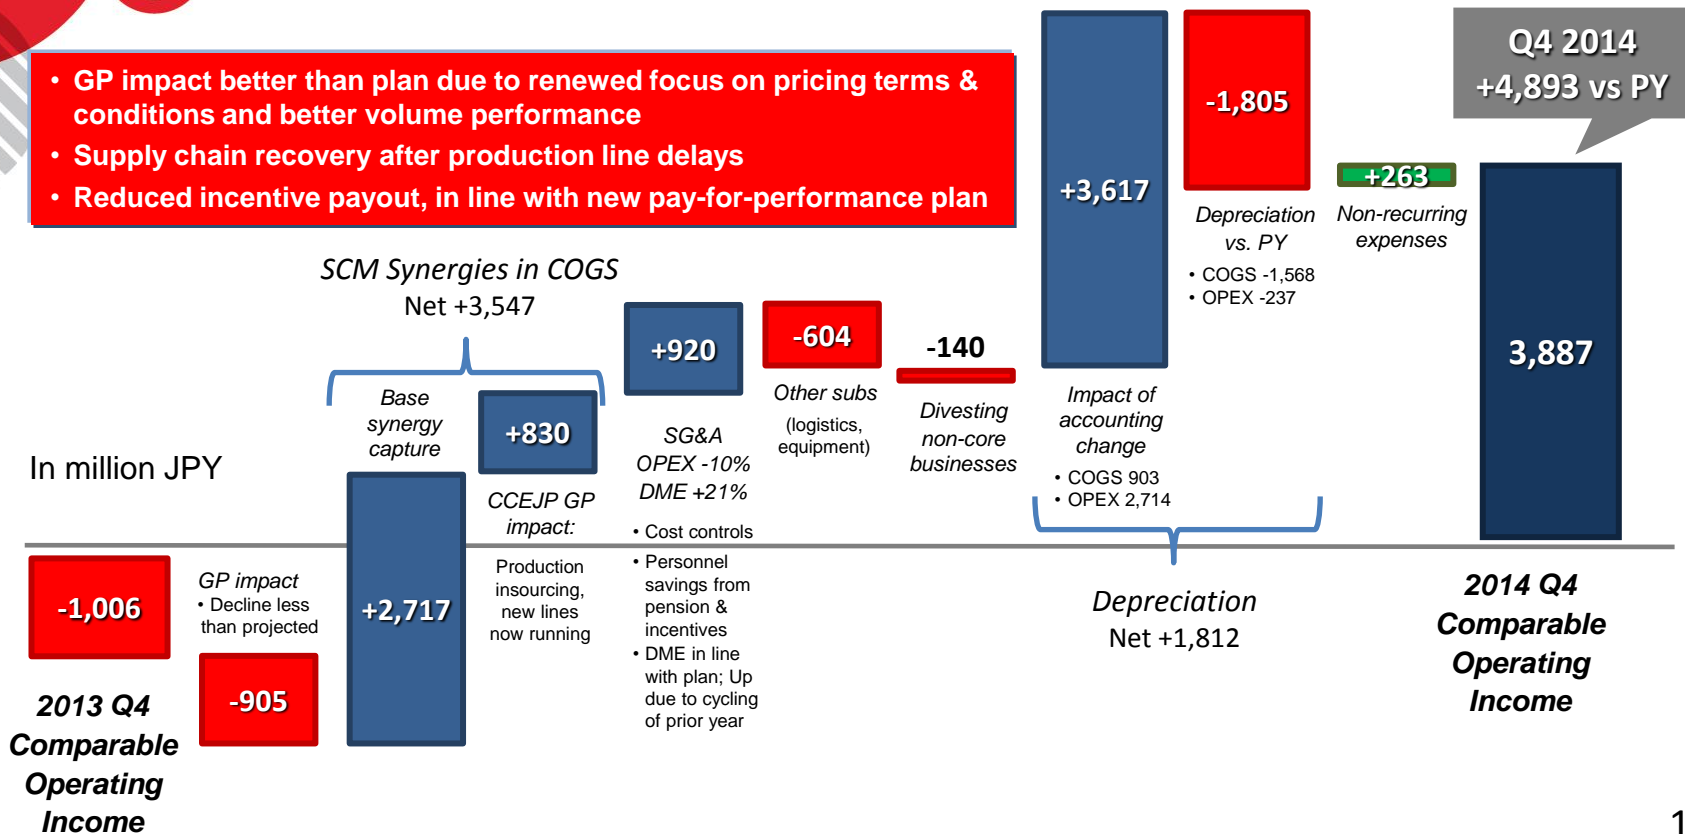 • GP impact better than plan due to renewed focus on pricing terms &
conditions and better volume performance
• Supply chain recovery after production line delays
• Reduced incentive payout, in line with new pay-for-performance plan
Q4 2014
+4,893 vs PY
SCM Synergies in COGS
Net +3,547
In million JPY
-1,006
2013 Q4
Comparable
Operating
Income
GP impact
• Decline less
than projected
-905
Base
synergy
capture
+2,717
+830
CCEJP GP
impact:
Production
insourcing,
new lines
now running
+920
SG&A
OPEX -10%
DME +21%
• Cost controls
• Personnel
savings from
pension &
incentives
• DME in line
with plan; Up
due to cycling
of prior year
-604
Other subs
(logistics,
equipment)
-140
Divesting
non-core
businesses
+3,617
Impact of
accounting
change
• COGS 903
• OPEX 2,714
-1,805
Depreciation
vs. PY
• COGS -1,568
• OPEX -237
Depreciation
Net +1,812
+263
Non-recurring
expenses
3,887
2014 Q4
Comparable
Operating
Income
1